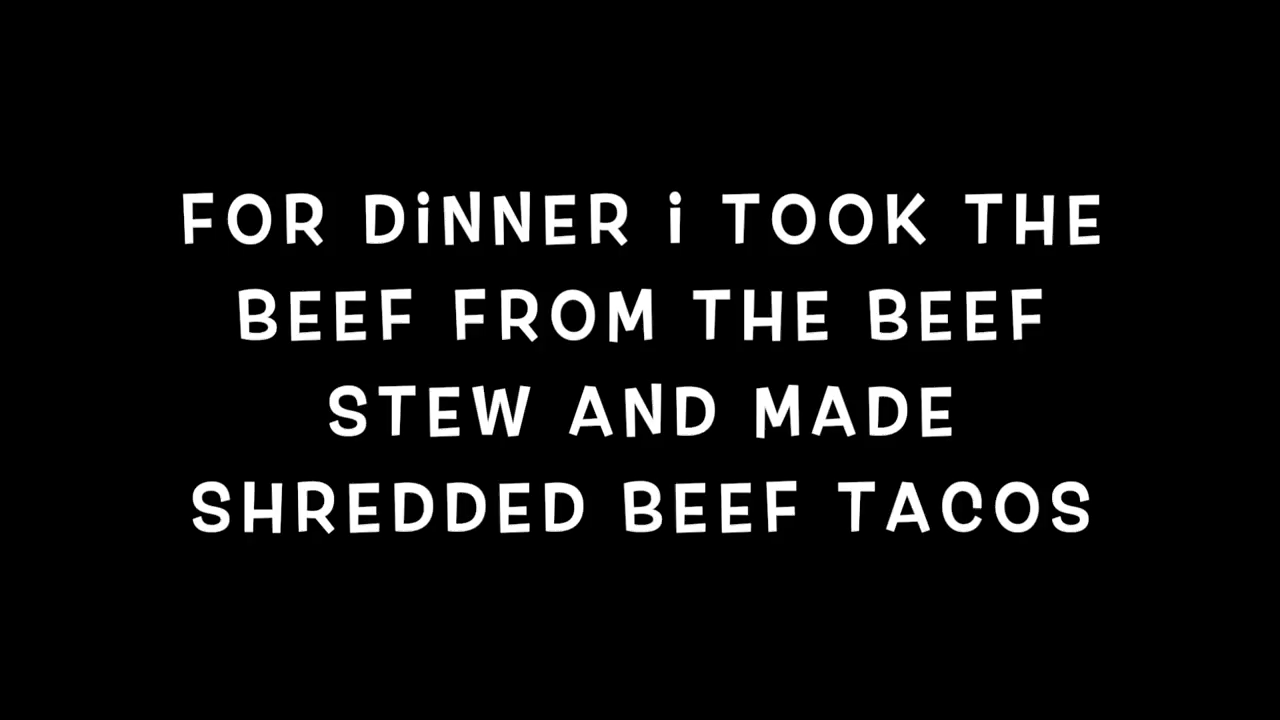 FOR DiNNER i TOOK THE
BEEF FROM THE BEEF
STEW AND MADE
SHREDDED BEEF TACOS